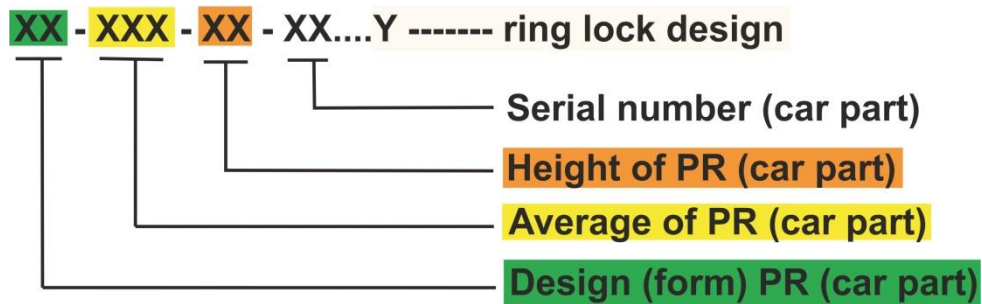 XX - XXX - XX - XX....Y ------- ring lock design
Serial number (car part)
Height of PR (car part)
Average of PR (car part)
Design (form) PR (car part)